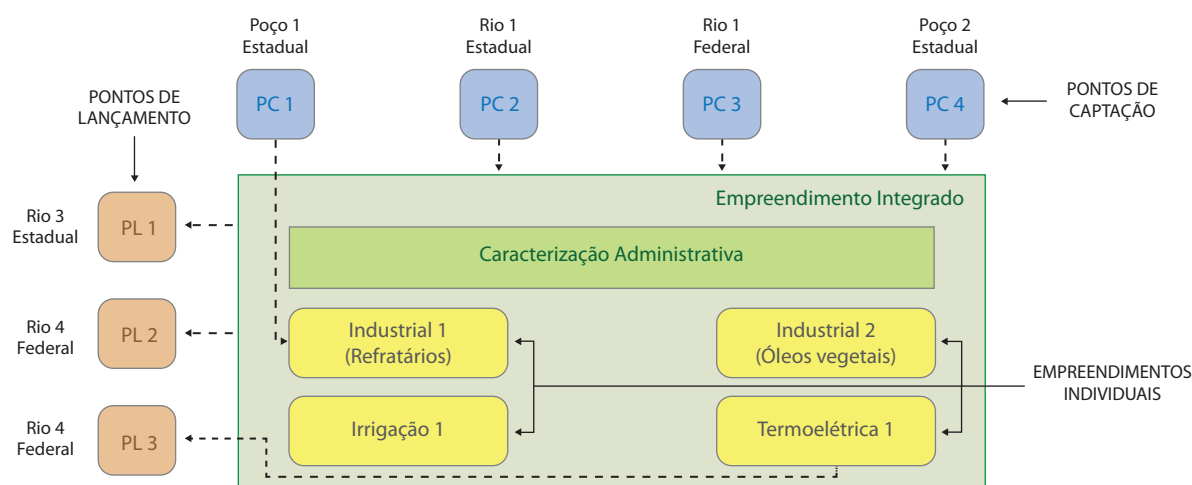 Poço 1
Estadual
Rio 1
Estadual
Rio 1
Federal
Poço 2
Estadual
PC 1
PC 2
PC 3
PC 4
PONTOS DE
CAPTAÇÃO
PONTOS DE
LANÇAMENTO
Rio 3
Estadual
PL 1
Empreendimento Integrado
Caracterização Administrativa
Rio 4
Federal
PL 2
Industrial 1
(Refratários)
Industrial 2
(Óleos vegetais)
EMPREENDIMENTOS
INDIVIDUAIS
Rio 4
Federal
PL 3
Irrigação 1
Termoelétrica 1